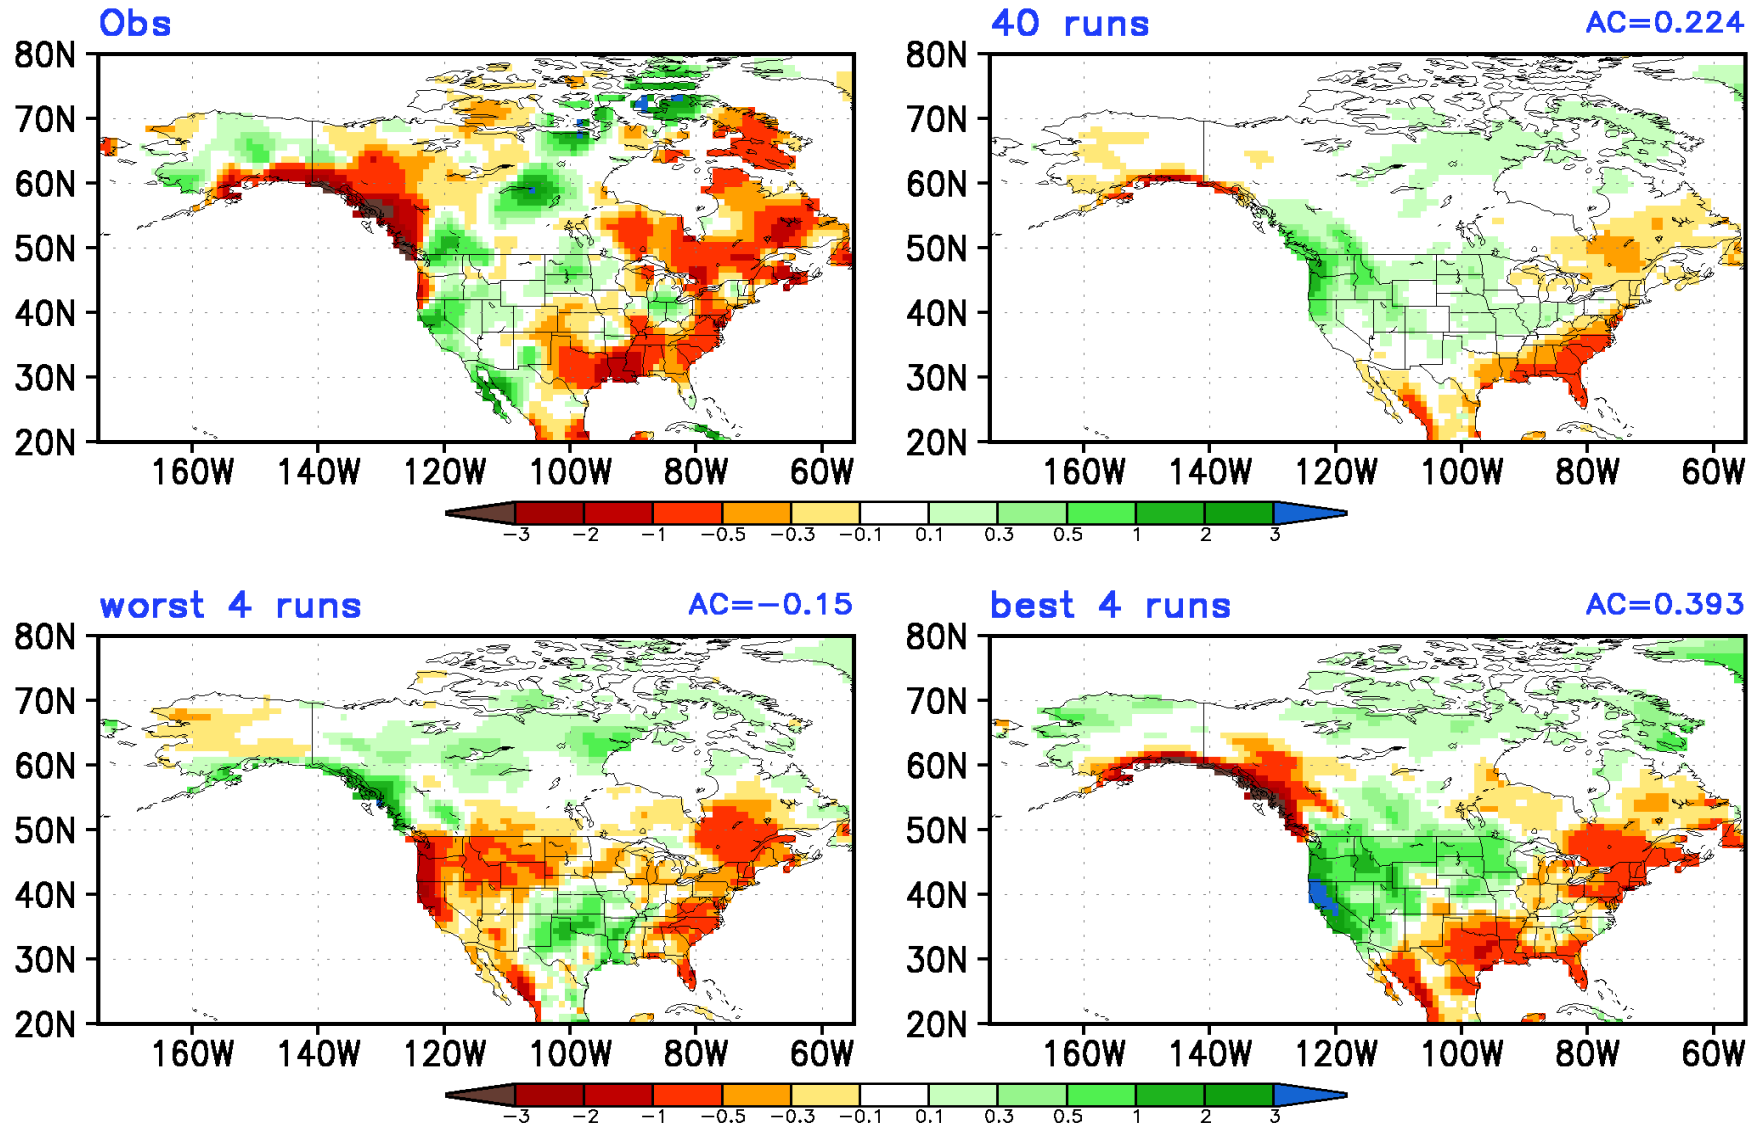 Obs
40 runs AC=0.224
80N 80N
70N 70N
60N 60N
50N 50N
40N 40N
30N 30N
20N 20N
160W 140W 120W 100W 80W 60W 160W 140W 120W 100W 80W 60W
-3 -2 -1 -0.5 -0.3 -0.1 0.1 0.3 0.5 1 2 3
worst 4 runs AC=-0.15 best 4 runs AC=0.393
80N 80N
70N 70N
60N 60N
50N 50N
40N 40N
30N 30N
20N 20N
160W 140W 120W 100W 80W 60W 160W 140W 120W 100W 80W 60W
-3 -2 -1 -0.5 -0.3 -0.1 0.1 0.3 0.5 1 2 3